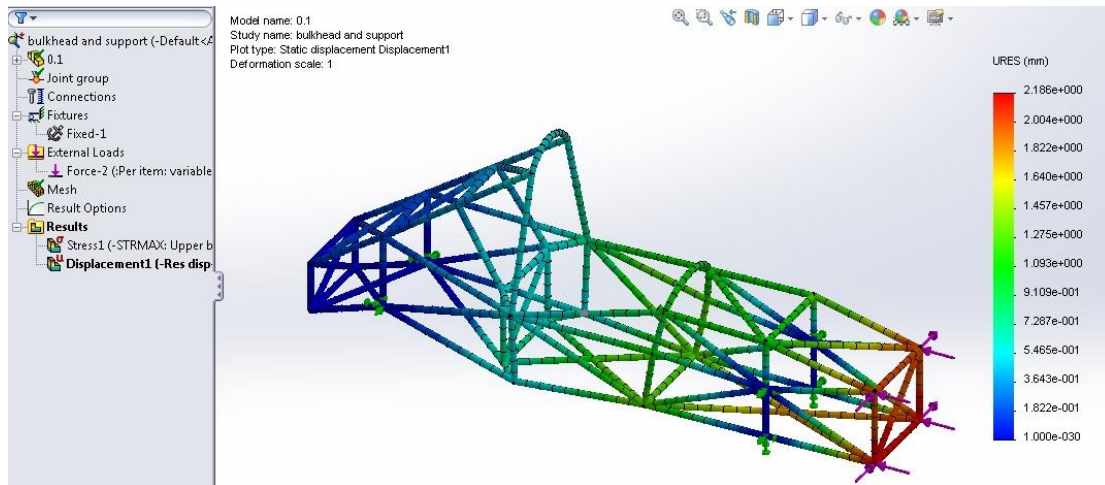 bulkhead and support (-Default<A
0.1
Joint group
Connections
Fixtures
Fixed-1
External Loads
Force-2 (:Per item: variable
Mesh
Result Options
Results
Stress1 (-STRMAX: Upper b
Displacement1 (-Res disp
Model name: 0.1
Study name: bulkhead and support
Plot type: Static displacement Displacement1
Deformation scale: 1
URES (mm)
2.186e+000
2.004e+000
1.822e+000
1.640e+000
1.457e+000
1.275e+000
1.093e+000
9.109e-001
7.287e-001
5.465e-001
3.643e-001
1.822e-001
1.000e-030